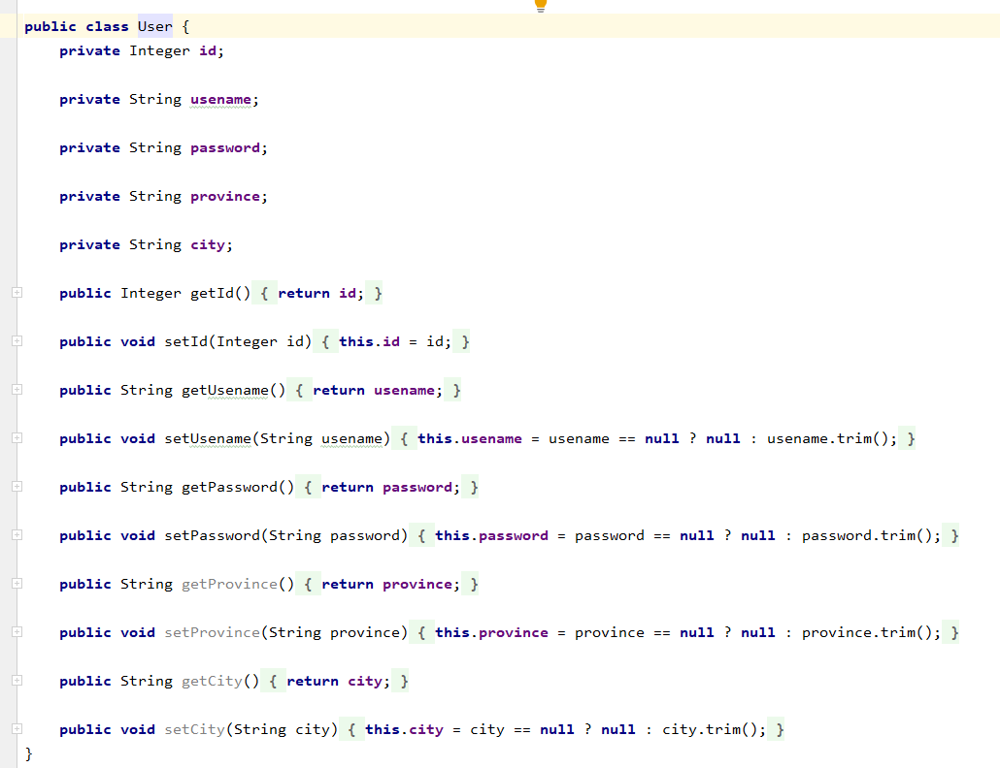 public class User {
private Integer id;
private String usename;
private String password;
private String province;
private String city;
public Integer getId() { return id; }
public void setId(Integer id) { this.id = id; }
public String getUsename() { return usename; }
public void setUsename(String usename) { this.usename = usename == null ? null : usename.trim(); }
public String getPassword() { return password; }
public void setPassword(String password) { this.password = password == null ? null : password.trim(); }
public String getProvince() { return province; }
public void setProvince(String province) { this.province = province == null ? null : province.trim(); }
public String getCity() { return city; }
public void setCity(String city) { this.city = city == null ? null : city.trim(); }
}